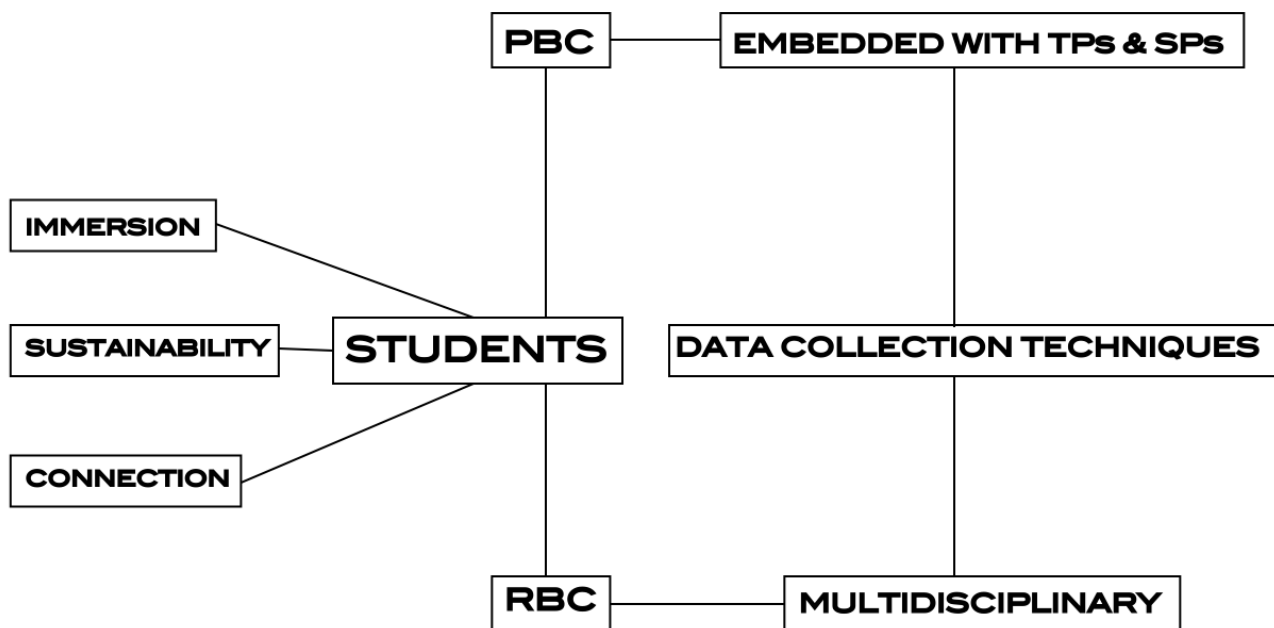 PBC
EMBEDDED WITH TPs & SPs
IMMERSION
SUSTAINABILITY
STUDENTS
DATA COLLECTION TECHNIQUES
CONNECTION
RBC
MULTIDISCIPLINARY